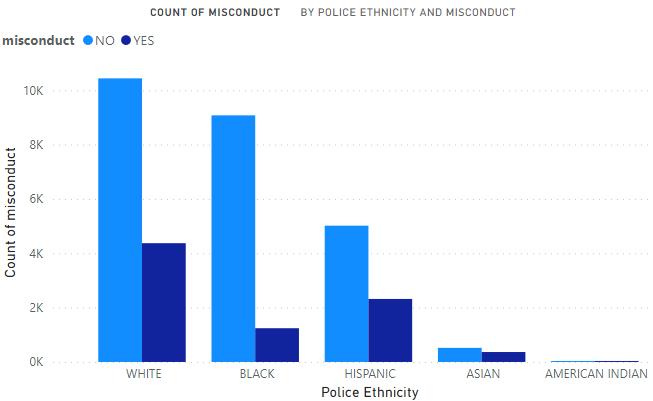 COUNT OF MISCONDUCT BY POLICE ETHNICITY AND MISCONDUCT
misconduct NO YES
Count of misconduct
10K
8K
6K
4K
2K
0K
WHITE BLACK HISPANIC ASIAN AMERICAN INDIAN
Police Ethnicity